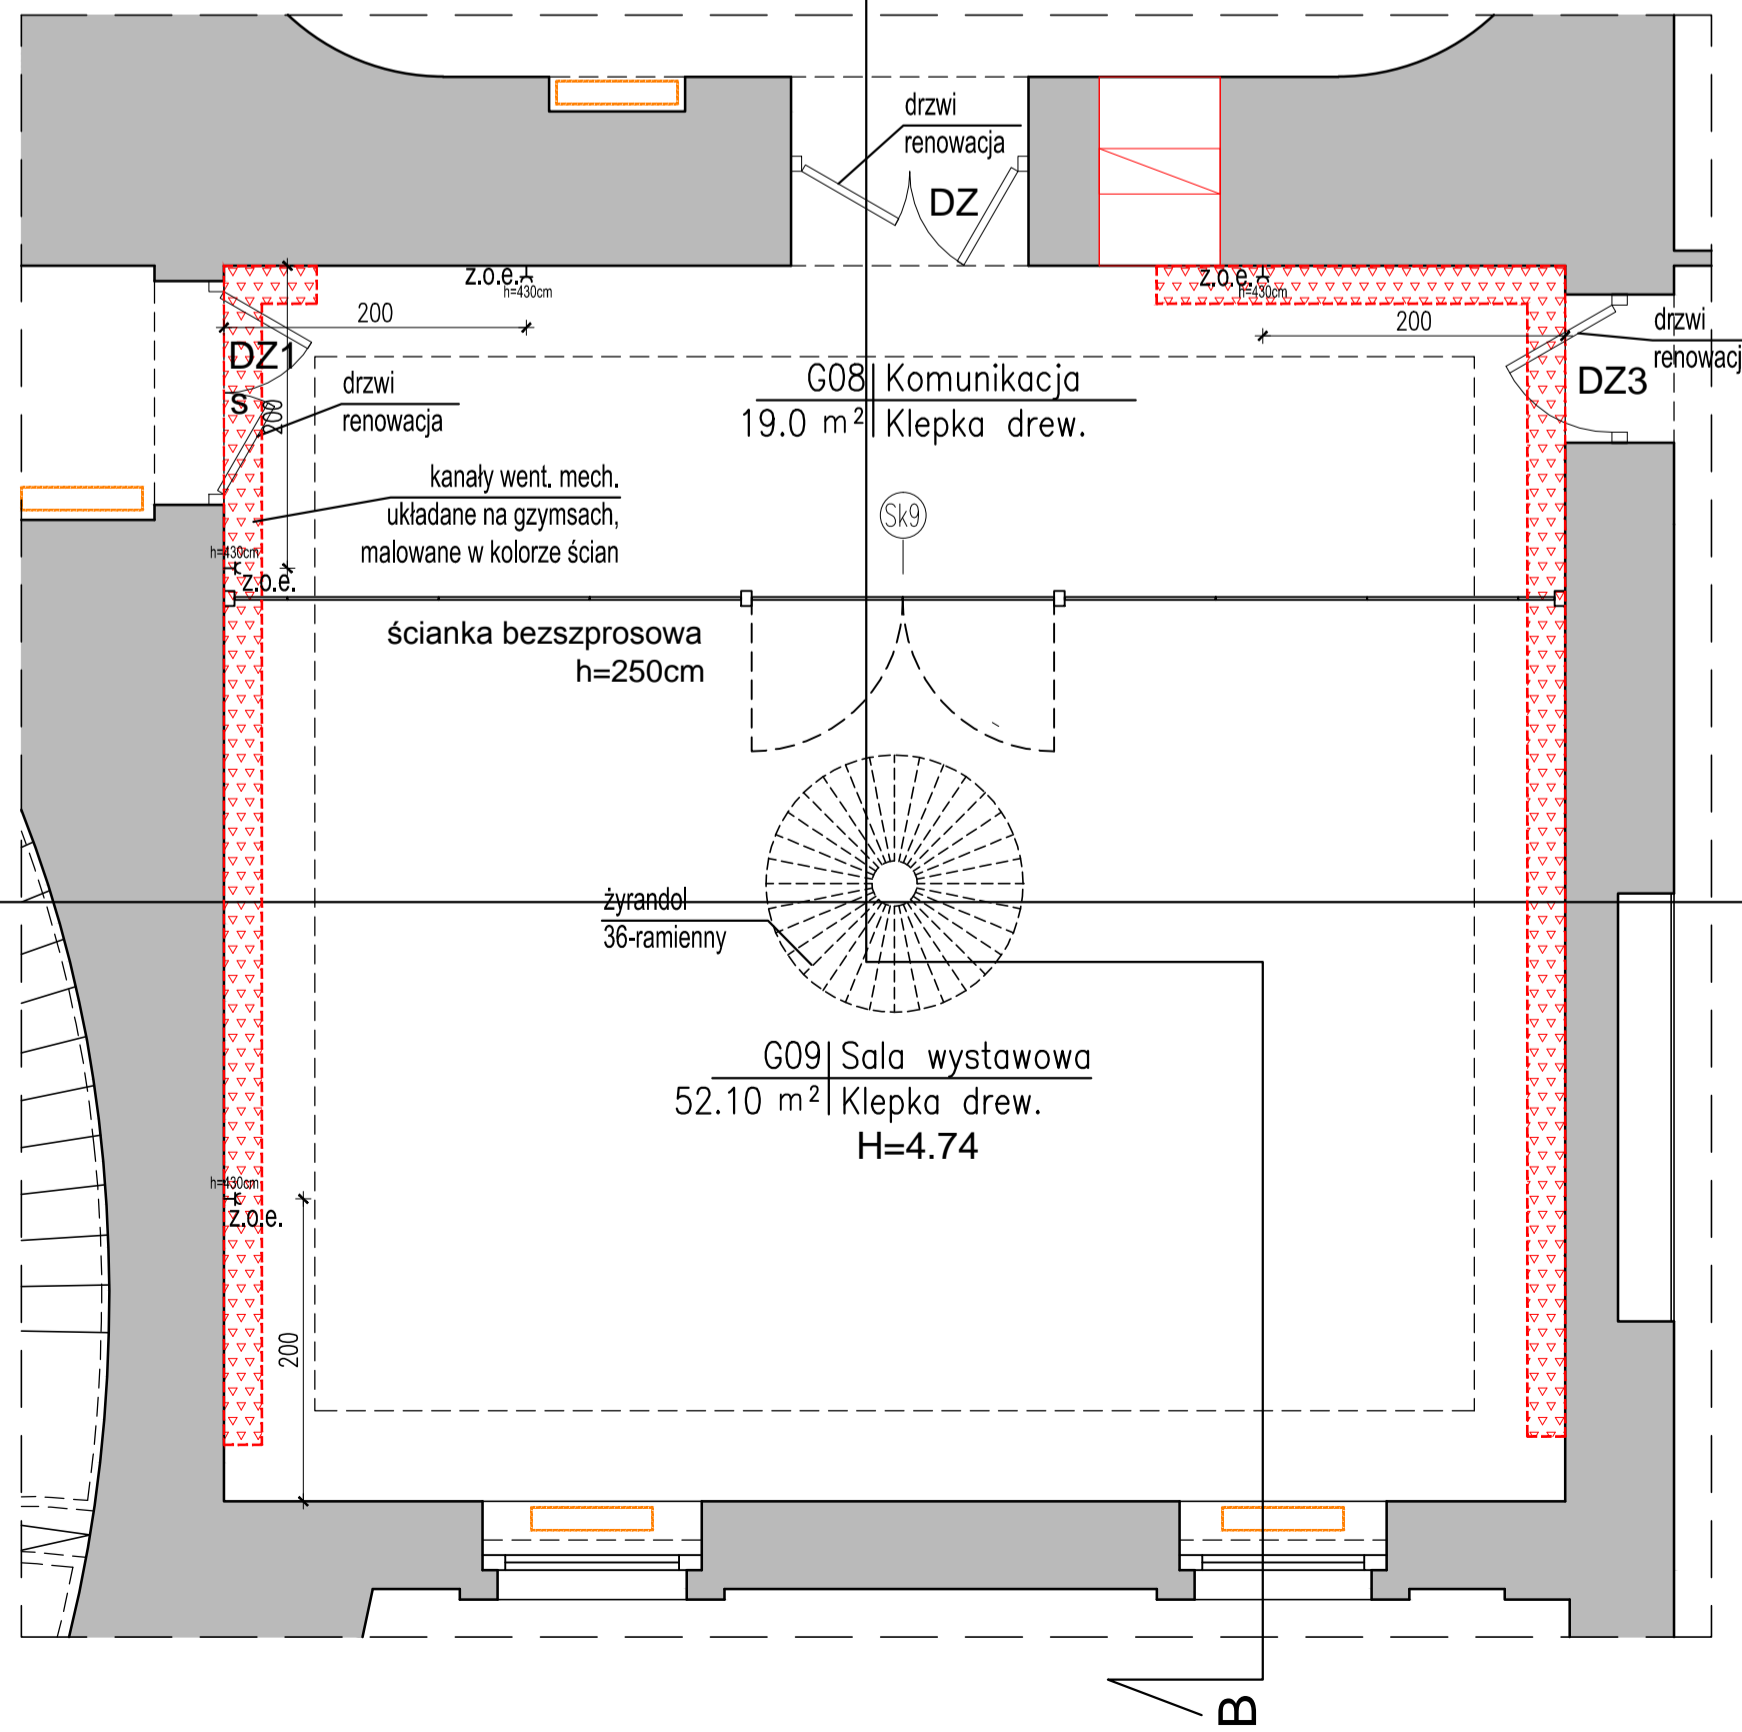 drzwi
renowacja
DZ
z.o.e.
h=430cm
z.o.e.
h=430cm
200
200
DZ1
s
200
drzwi
renowacja
drzwi
renowacj
DZ3
G08 Komunikacja
19.0 m² Klepka drew.
kanały went. mech.
układane na gzymsach,
malowane w kolorze ścian
Sk9
h=430cm
z.o.e.
ścianka bezszprosowa
h=250cm
żyrandol
36-ramienny
G09 Sala wystawowa
52.10 m² Klepka drew.
H=4.74
h=430cm
z.o.e.
200
B